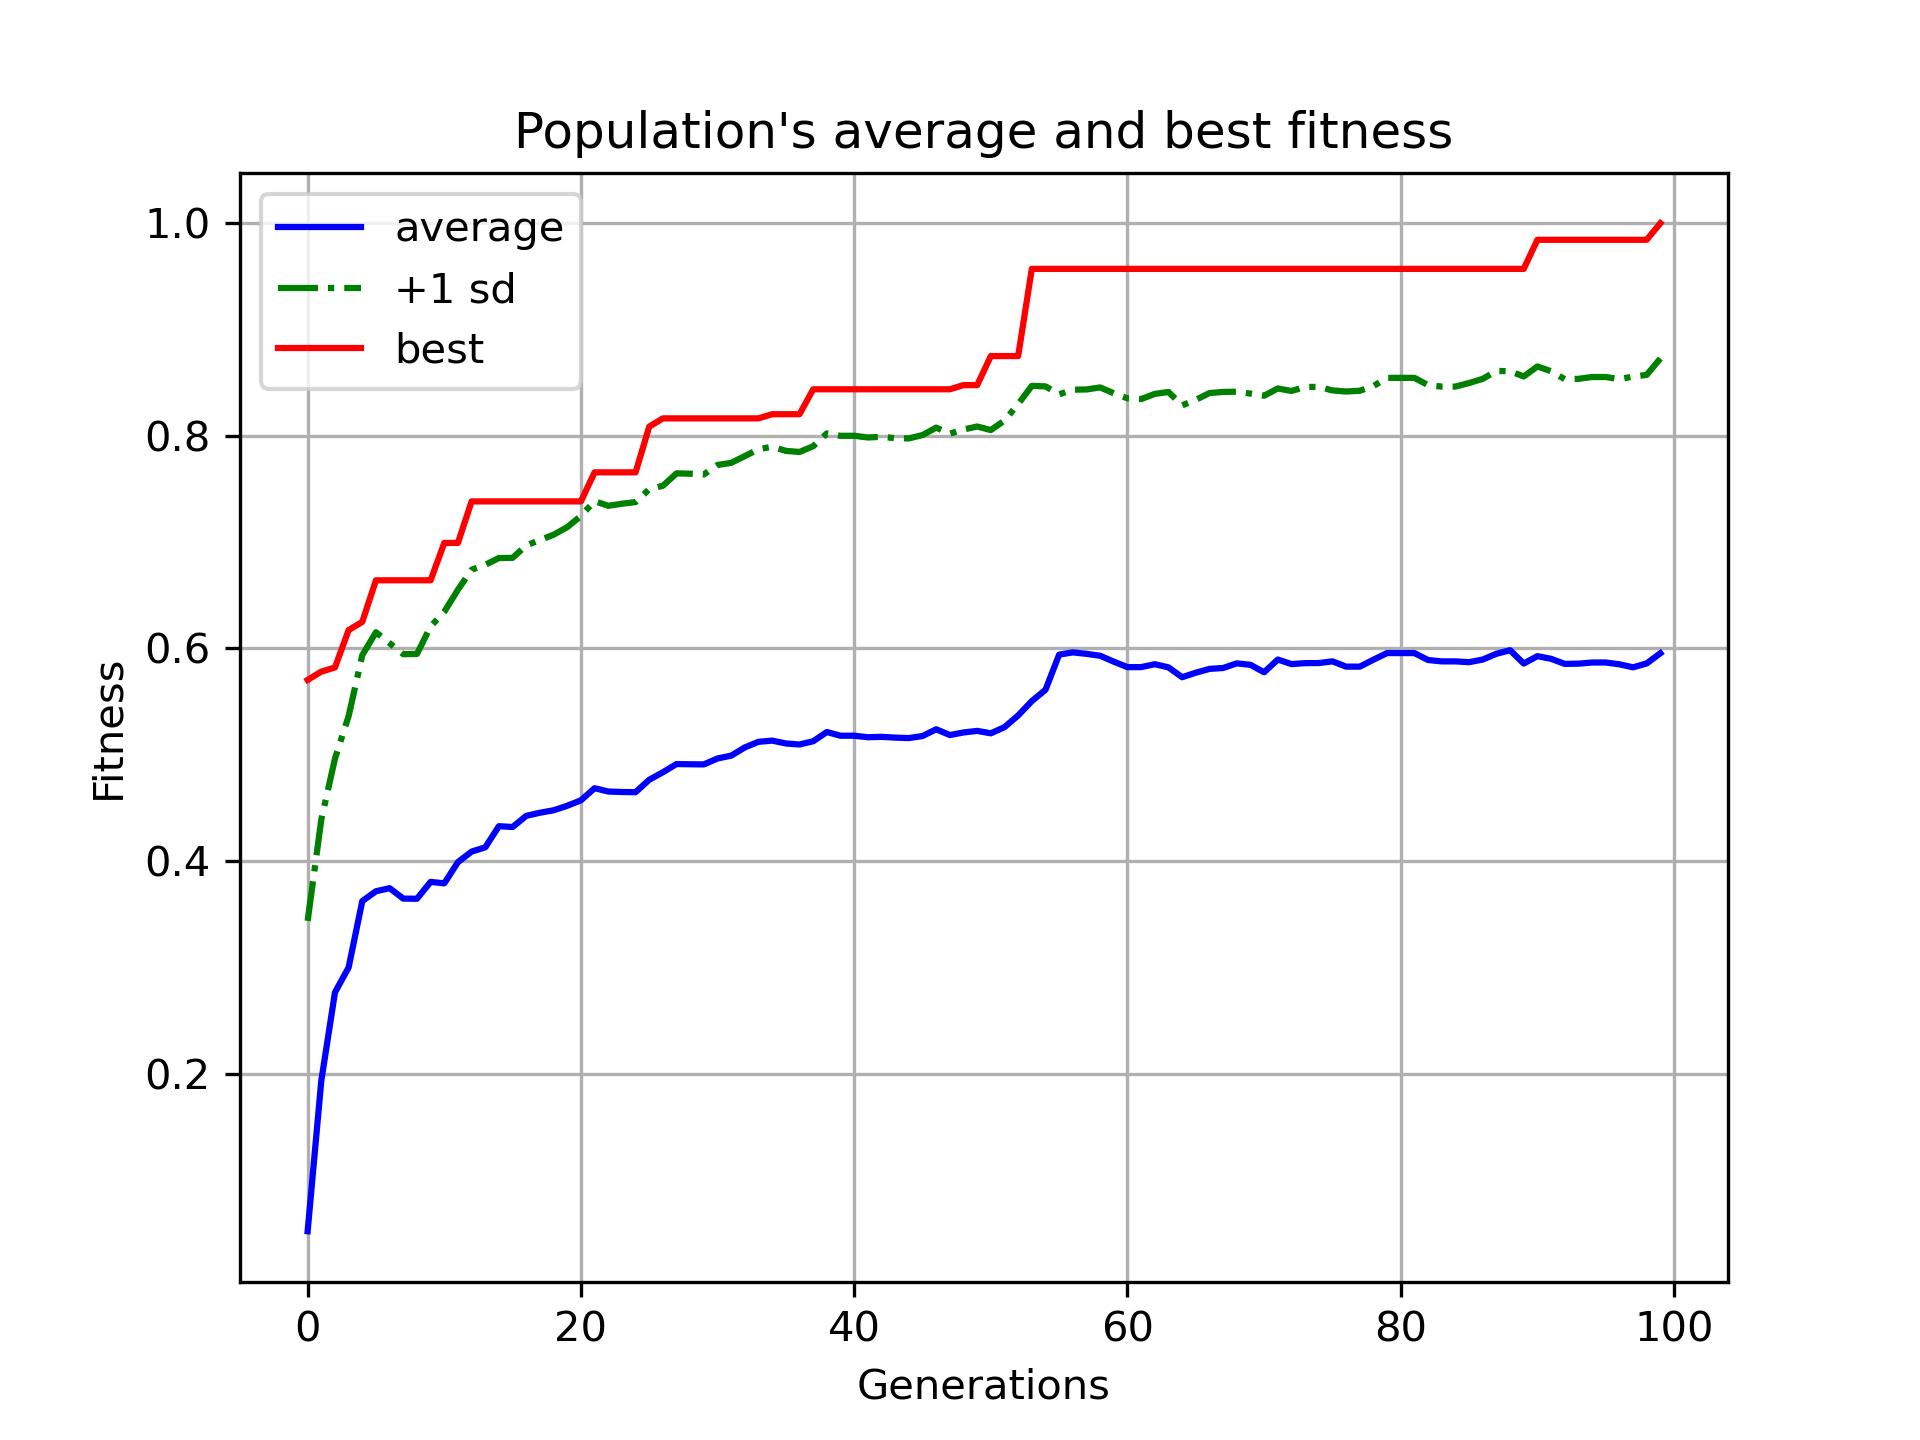 Population's average and best fitness
average
+1 sd
best
Fitness
1.0
0.8
0.6
0.4
0.2
0 20 40 60 80 100
Generations